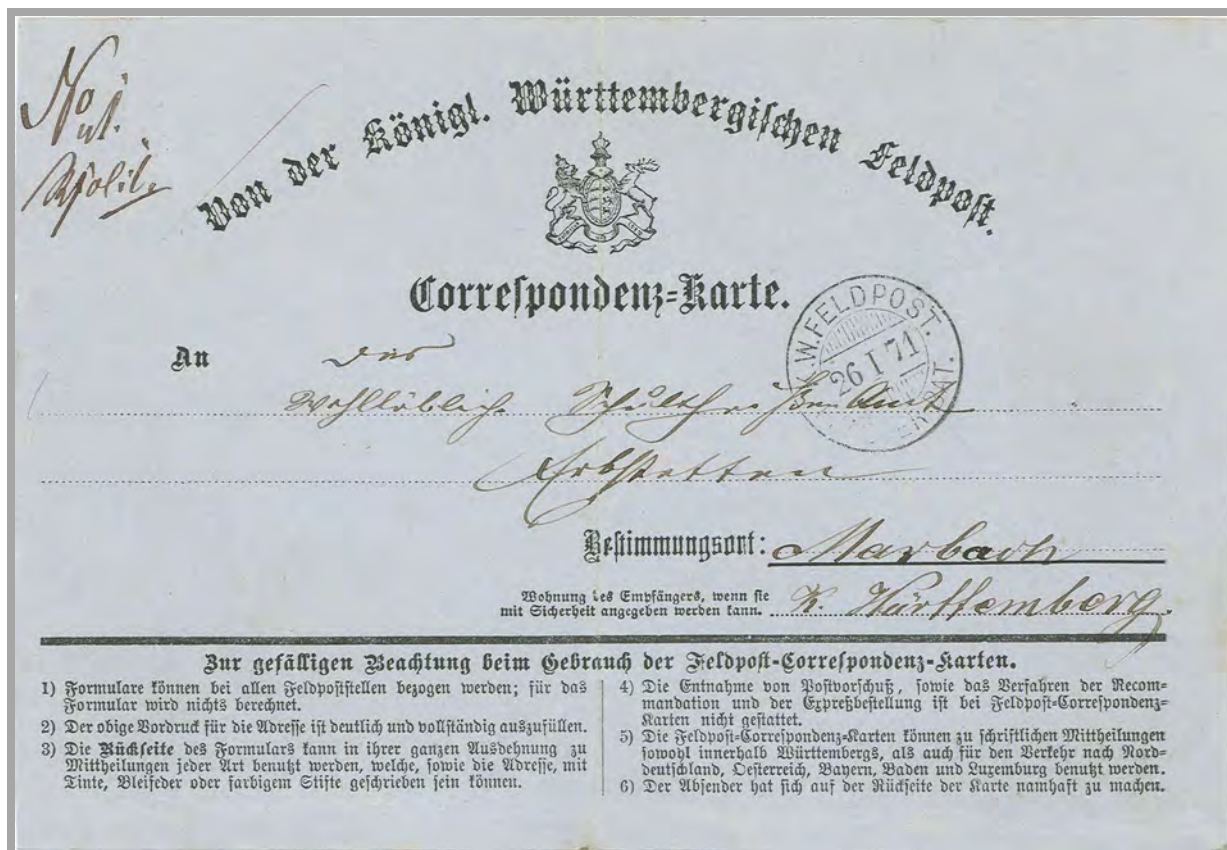 Von der Königl. Württembergischen Feldpost.
Correspondenz-Karte.
K.W.FELDPOST.
26 I 71
An das
Wohllöbliche Schultheißen Amt
Erbstetten
Bestimmungsort: Marbach
Wohnung des Empfängers, wenn sie
mit Sicherheit angegeben werden kann. K. Württemberg.
Zur gefälligen Beachtung beim Gebrauch der Feldpost-Correspondenz-Karten.
1) Formulare können bei allen Feldpoststellen bezogen werden; für das
Formular wird nichts berechnet.
2) Der obige Vordruck für die Adresse ist deutlich und vollständig auszufüllen.
3) Die Rückseite des Formulars kann in ihrer ganzen Ausdehnung zu
Mittheilungen jeder Art benutzt werden, welche, sowie die Adresse, mit
Tinte, Bleifeder oder farbigem Stifte geschrieben sein können.
4) Die Entnahme von Postvorschuß, sowie das Verfahren der Recom-
mandation und der Expreßbestellung ist bei Feldpost-Correspondenz-
Karten nicht gestattet.
5) Die Feldpost-Correspondenz-Karten können zu schriftlichen Mittheilungen
sowohl innerhalb Württembergs, als auch für den Verkehr nach Nord-
deutschland, Oesterreich, Bayern, Baden und Luxemburg benutzt werden.
6) Der Absender hat sich auf der Rückseite der Karte namhaft zu machen.